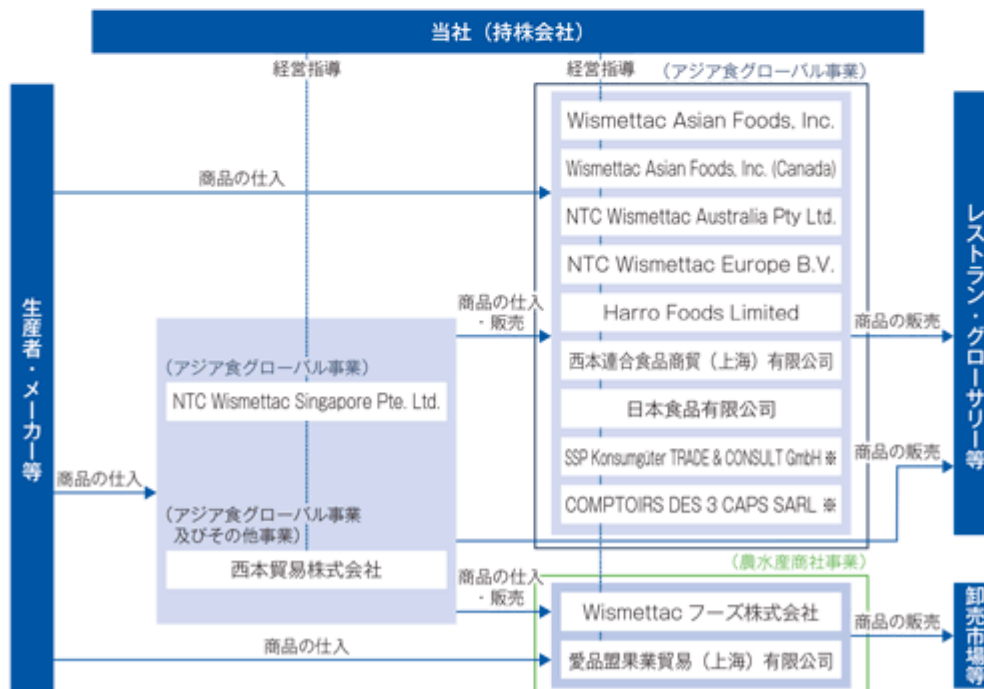 当社（持株会社）
経営指導
経営指導
（アジア食グローバル事業）
生産者・メーカー等
商品の仕入
Wismettac Asian Foods, Inc.
Wismettac Asian Foods, Inc. (Canada)
NTC Wismettac Australia Pty Ltd.
NTC Wismettac Europe B.V.
Harro Foods Limited
西本連合食品商貿（上海）有限公司
日本食品有限公司
SSP Konsumgüter TRADE & CONSULT GmbH ※
COMPTOIRS DES 3 CAPS SARL ※
商品の仕入
・販売
商品の販売
レストラン・グローサリー等
（アジア食グローバル事業）
NTC Wismettac Singapore Pte. Ltd.
商品の仕入
商品の販売
（アジア食グローバル事業
及びその他事業）
西本貿易株式会社
（農水産商社事業）
商品の仕入
・販売
Wismettac フーズ株式会社
商品の販売
卸売市場等
商品の仕入
愛品盟果業貿易（上海）有限公司